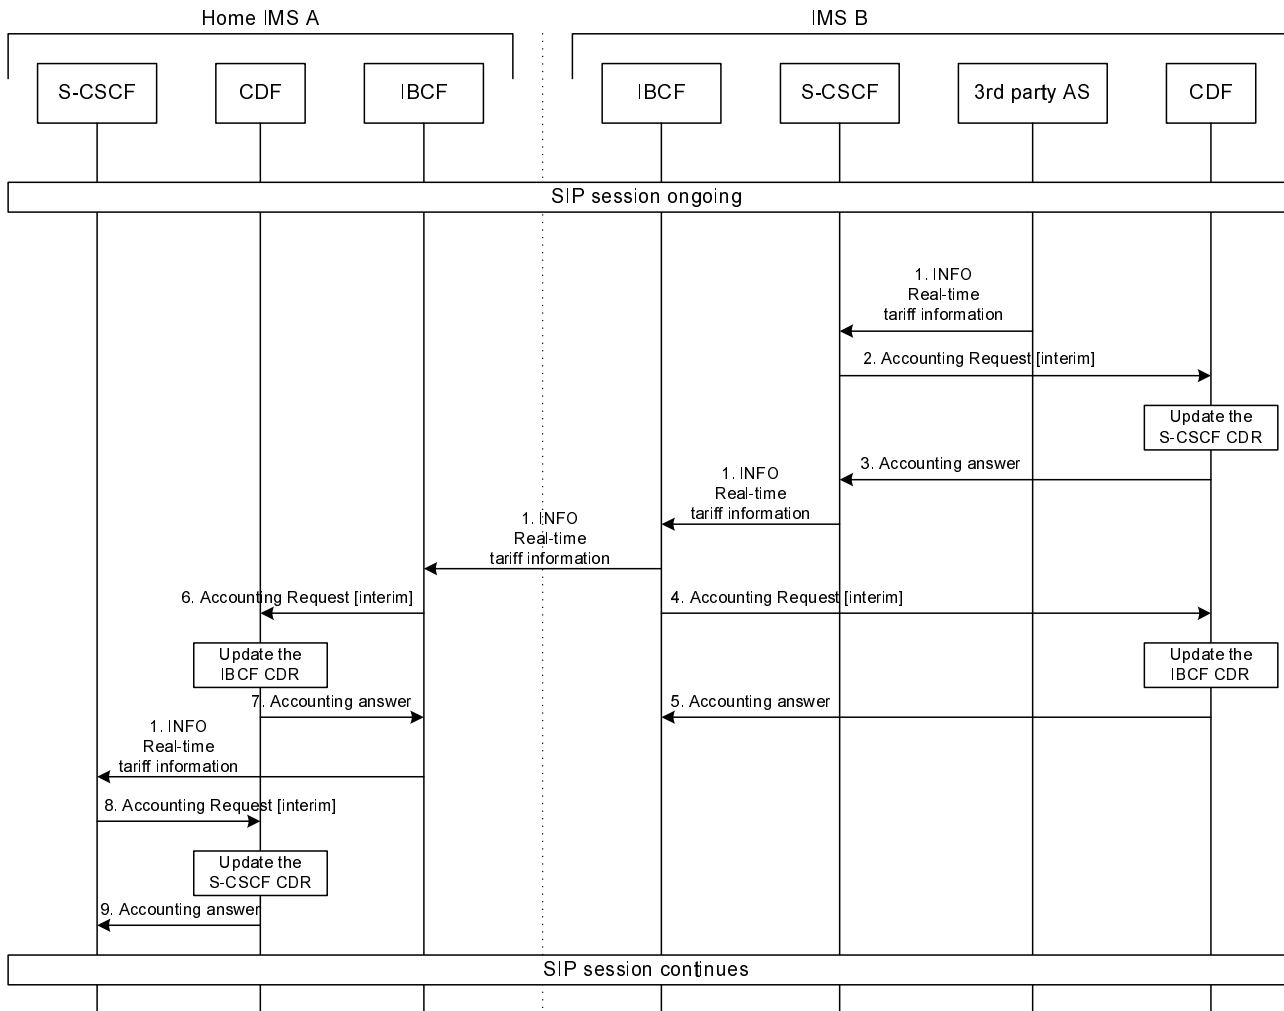 Home IMS A
IMS B
S-CSCF
CDF
IBCF
IBCF
S-CSCF
3rd party AS
CDF
SIP session ongoing
1. INFO
Real-time
tariff information
2. Accounting Request [interim]
Update the
S-CSCF CDR
3. Accounting answer
1. INFO
Real-time
tariff information
1. INFO
Real-time
tariff information
6. Accounting Request [interim]
4. Accounting Request [interim]
Update the
IBCF CDR
Update the
IBCF CDR
7. Accounting answer
5. Accounting answer
1. INFO
Real-time
tariff information
8. Accounting Request [interim]
Update the
S-CSCF CDR
9. Accounting answer
SIP session continues